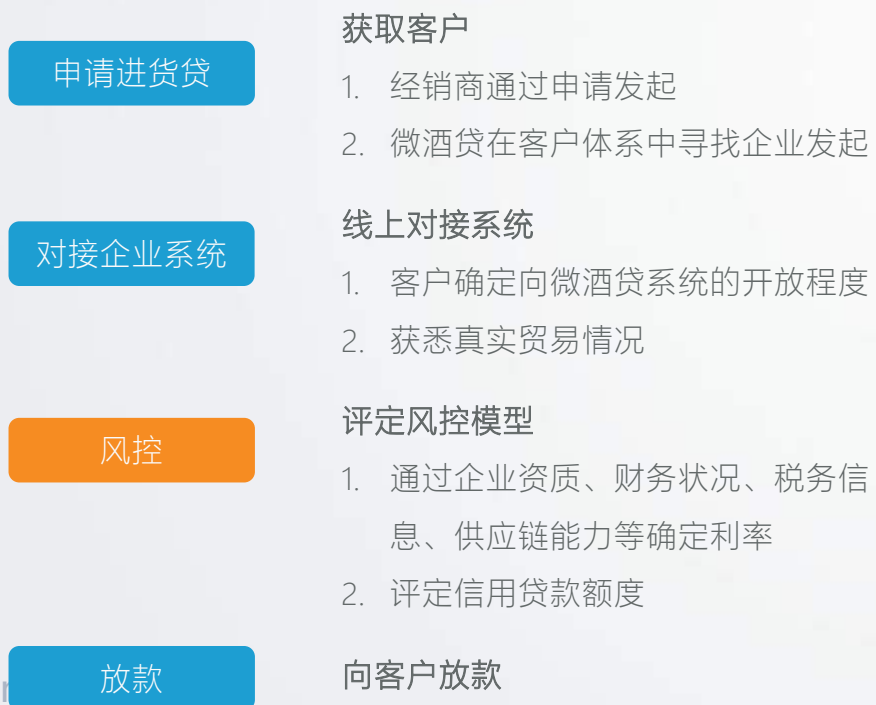 申请进货贷
获取客户
1. 经销商通过申请发起
2. 微酒贷在客户体系中寻找企业发起
对接企业系统
线上对接系统
1. 客户确定向微酒贷系统的开放程度
2. 获悉真实贸易情况
风控
评定风控模型
1. 通过企业资质、财务状况、税务信
息、供应链能力等确定利率
2. 评定信用贷款额度
放款
向客户放款